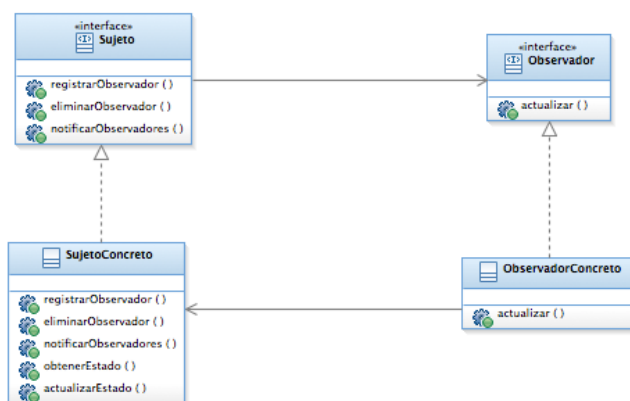 «interface»
Sujeto
registrarObservador ( )
eliminarObservador ( )
notificarObservadores ( )
«interface»
Observador
actualizar ( )
SujetoConcreto
registrarObservador ( )
eliminarObservador ( )
notificarObservadores ( )
obtenerEstado ( )
actualizarEstado ( )
ObservadorConcreto
actualizar ( )